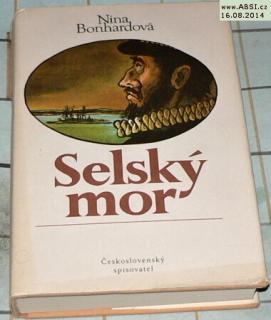 www.ABSI.cz
16.08.2014
Nina
Bonhardová
Selský
mor
Československý
spisovatel